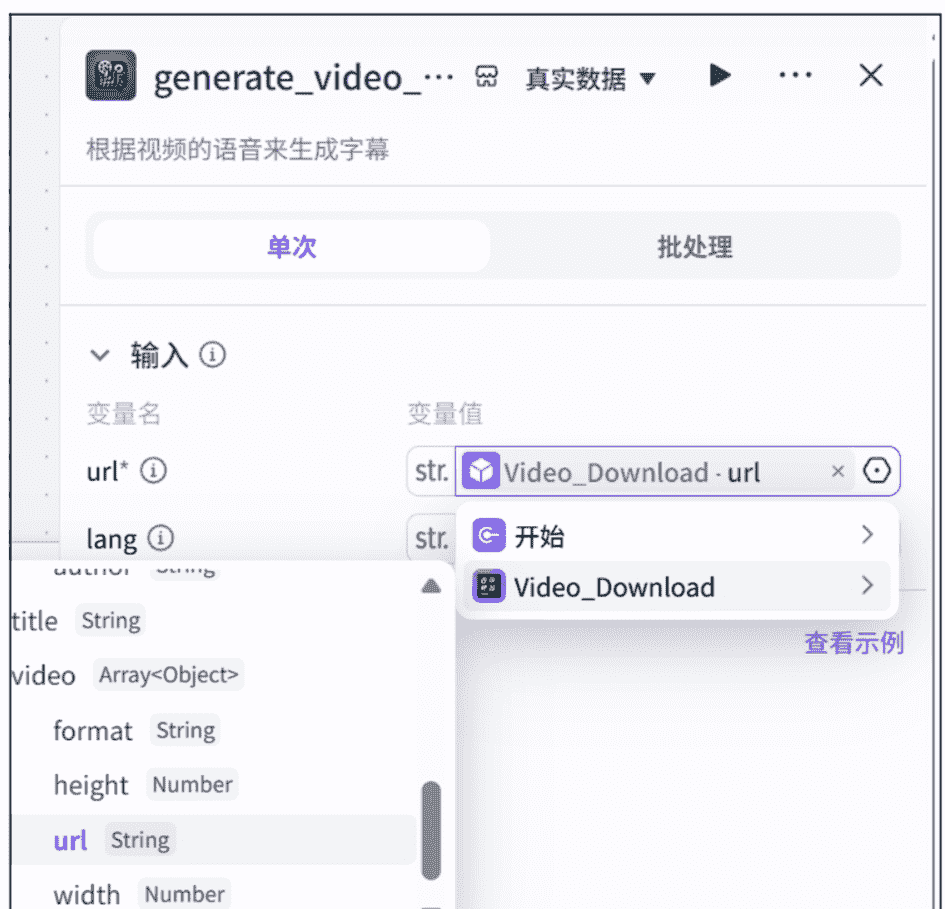 generate_video_··· 真实数据
根据视频的语音来生成字幕
单次 批处理
输入
变量名 变量值
url* str. Video_Download · url
lang str.
开始
Video_Download
查看示例
author String
title String
video Array<Object>
format String
height Number
url String
width Number